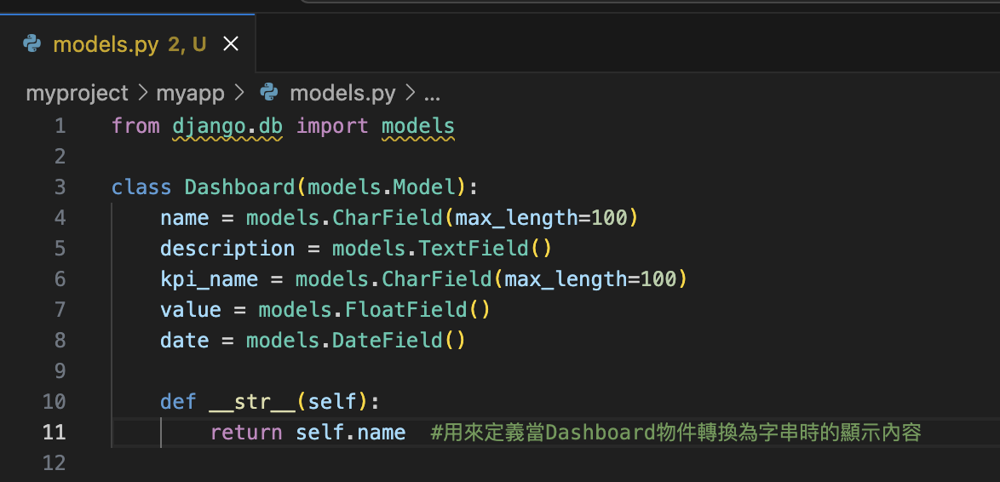 models.py 2, U
myproject > myapp > models.py > ...
1 from django.db import models
2
3 class Dashboard(models.Model):
4     name = models.CharField(max_length=100)
5     description = models.TextField()
6     kpi_name = models.CharField(max_length=100)
7     value = models.FloatField()
8     date = models.DateField()
9
10     def __str__(self):
11         return self.name  #用來定義當Dashboard物件轉換為字串時的顯示內容
12